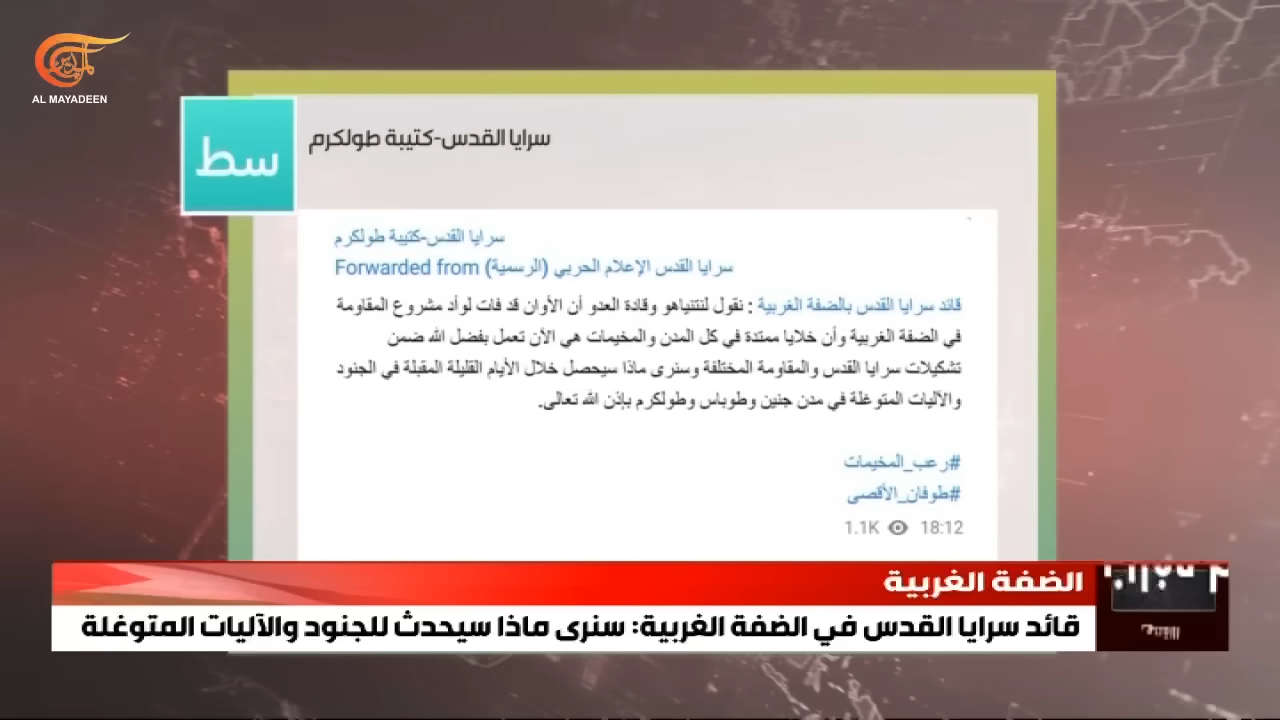 AL MAYADEEN
سط
سرايا القدس-كتيبة طولكرم
سرايا القدس-كتيبة طولكرم
Forwarded from سرايا القدس الإعلام الحربي (الرسمية)
قائد سرايا القدس بالضفة الغربية : نقول لنتنياهو وقادة العدو أن الأوان قد فات لوأد مشروع المقاومة
في الضفة الغربية وأن خلايا ممتدة في كل المدن والمخيمات هي الآن تعمل بفضل الله ضمن
تشكيلات سرايا القدس والمقاومة المختلفة وسنرى ماذا سيحصل خلال الأيام القليلة المقبلة في الجنود
والآليات المتوغلة في مدن جنين وطوباس وطولكرم بإذن الله تعالى.
#رعب_المخيمات
#طوفان_الأقصى
1.1K 18:12
الضفة الغربية
قائد سرايا القدس في الضفة الغربية: سنرى ماذا سيحدث للجنود والآليات المتوغلة